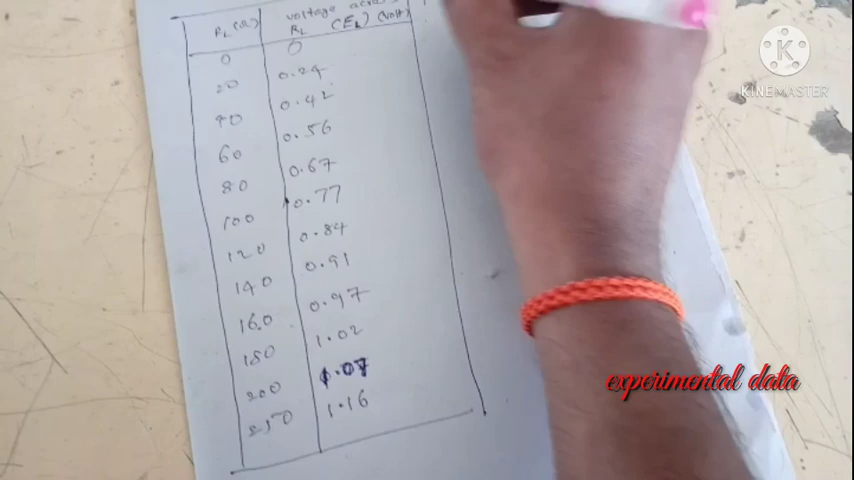 RL (Ω) voltage across
RL (EL) (volt)
0 0
20 0.24
40 0.42
60 0.56
80 0.67
100 0.77
120 0.84
140 0.91
160 0.97
180 1.02
200 1.07
250 1.16
K
KINEMASTER
experimental data